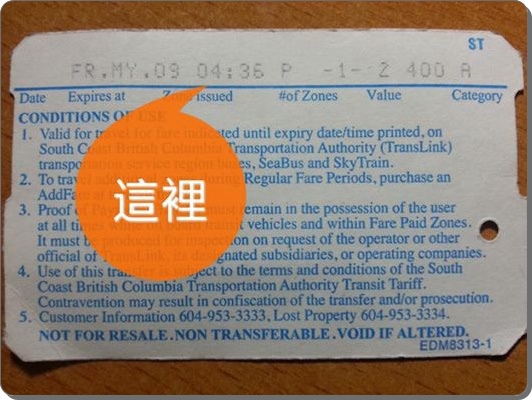 ST
FR.MY.09 04:36 P -1- Z 400 A
Date Expires at Zone issued #of Zones Value Category
CONDITIONS OF USE
1. Valid for travel for fare indicated until expiry date/time printed, on
South Coast British Columbia Transportation Authority (TransLink)
transportation service region buses, SeaBus and SkyTrain.
2. To travel Regular Fare Periods, purchase an
AddFare
這裡
3. Proof of Pay must remain in the possession of the user
at all vehicles and within Fare Paid Zones.
It must be produced for inspection on request of the operator or other
official of TransLink, its designated subsidiaries, or operating companies.
4. Use of this transfer is subject to the terms and conditions of the South
Coast British Columbia Transportation Authority Transit Tariff.
Contravention may result in confiscation of the transfer and/or prosecution.
5. Customer Information 604-953-3333, Lost Property 604-953-3334.
NOT FOR RESALE.NON TRANSFERABLE.VOID IF ALTERED.
EDM8313-1